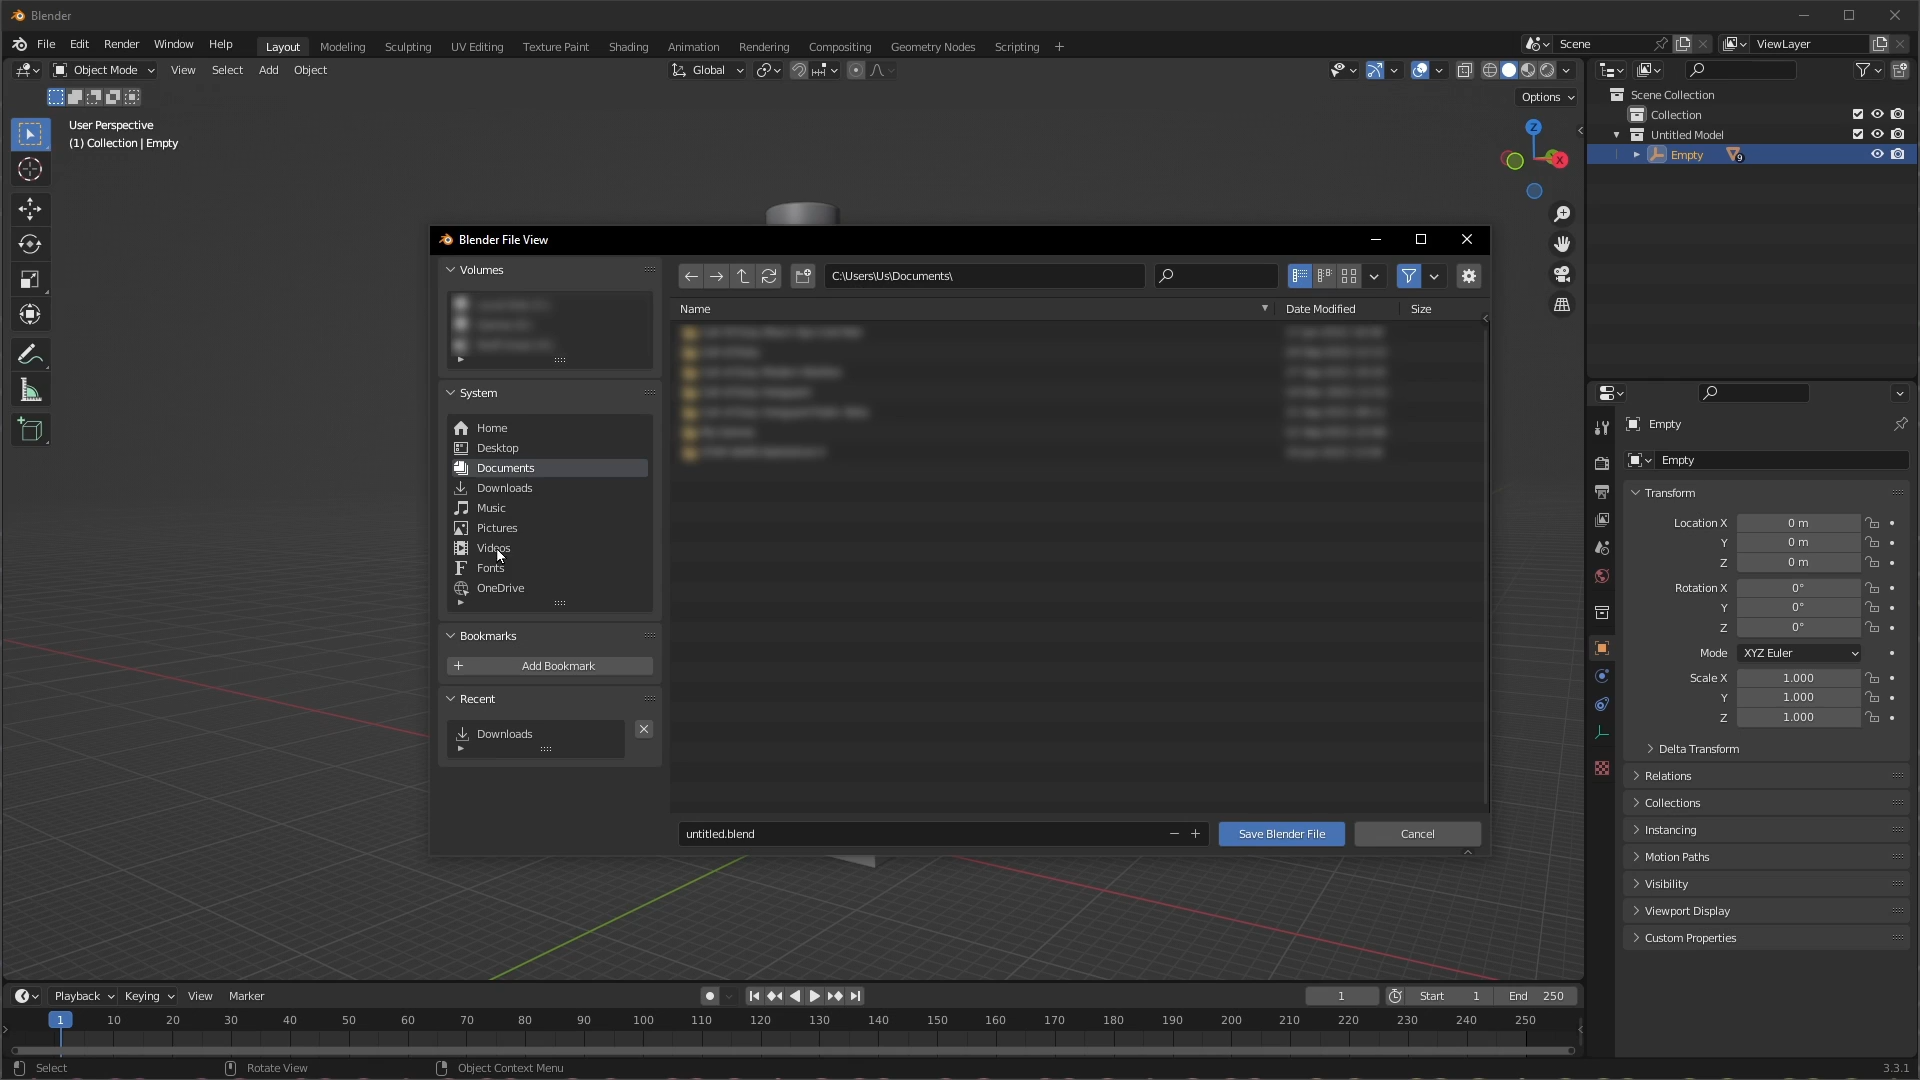 Blender
File Edit Render Window Help Layout Modeling Sculpting UV Editing Texture Paint Shading Animation Rendering Compositing Geometry Nodes Scripting + Scene ViewLayer
Object Mode View Select Add Object Global
Options
User Perspective
(1) Collection | Empty
Z
X
Scene Collection
Collection
Untitled Model
Empty 9
Blender File View
Volumes
System
Home
Desktop
Documents
Downloads
Music
Pictures
Videos
Fonts
OneDrive
Bookmarks
Add Bookmark
Recent
Downloads
C:\Users\Us\Documents\
Name Date Modified Size
untitled.blend Save Blender File Cancel
Empty
Empty
Transform
Location X 0 m
Y 0 m
Z 0 m
Rotation X 0°
Y 0°
Z 0°
Mode XYZ Euler
Scale X 1.000
Y 1.000
Z 1.000
Delta Transform
Relations
Collections
Instancing
Motion Paths
Visibility
Viewport Display
Custom Properties
Playback Keying View Marker 1 Start 1 End 250
1 10 20 30 40 50 60 70 80 90 100 110 120 130 140 150 160 170 180 190 200 210 220 230 240 250
Select Rotate View Object Context Menu 3.3.1